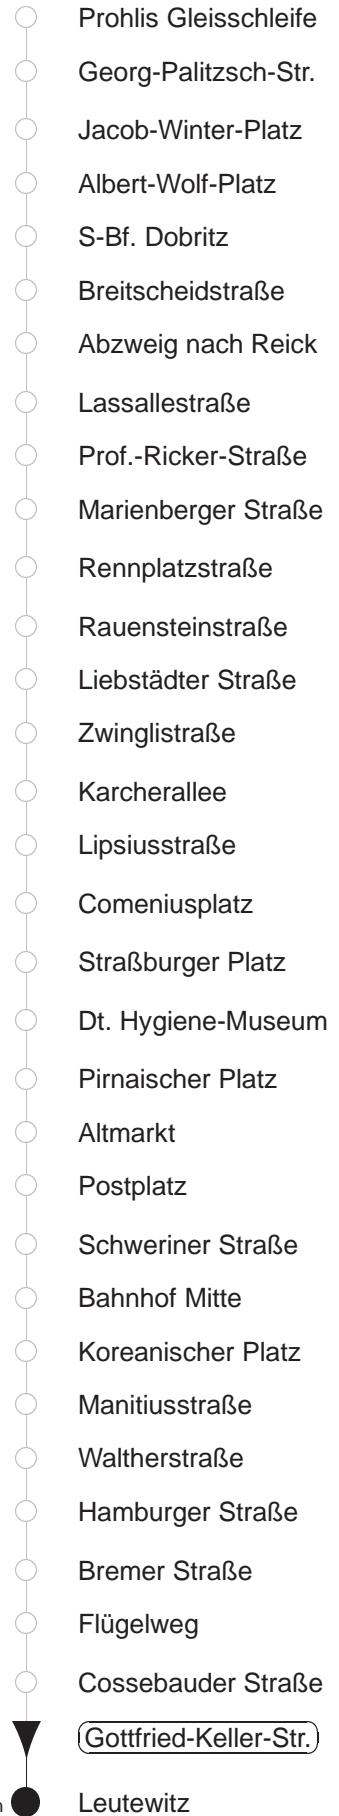 Prohlis Gleisschleife
Georg-Palitzsch-Str.
Jacob-Winter-Platz
Albert-Wolf-Platz
S-Bf. Dobritz
Breitscheidstraße
Abzweig nach Reick
Lassallestraße
Prof.-Ricker-Straße
Marienberger Straße
Rennplatzstraße
Rauensteinstraße
Liebstädter Straße
Zwinglistraße
Karcherallee
Lipsiusstraße
Comeniusplatz
Straßburger Platz
Dt. Hygiene-Museum
Pirnaischer Platz
Altmarkt
Postplatz
Schweriner Straße
Bahnhof Mitte
Koreanischer Platz
Manitiusstraße
Waltherstraße
Hamburger Straße
Bremer Straße
Flügelweg
Cossebauder Straße
Gottfried-Keller-Str.
Leutewitz